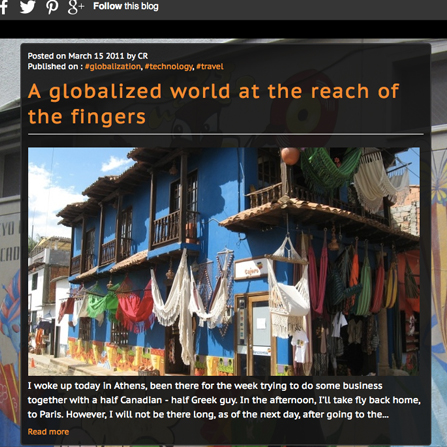 Follow this blog
Posted on March 15 2011 by CR
Published on : #globalization, #technology, #travel
A globalized world at the reach of
the fingers
I woke up today in Athens, been there for the week trying to do some business
together with a half Canadian - half Greek guy. In the afternoon, I'll take fly back home,
to Paris. However, I will not be there long, as of the next day, after going to the...
Read more